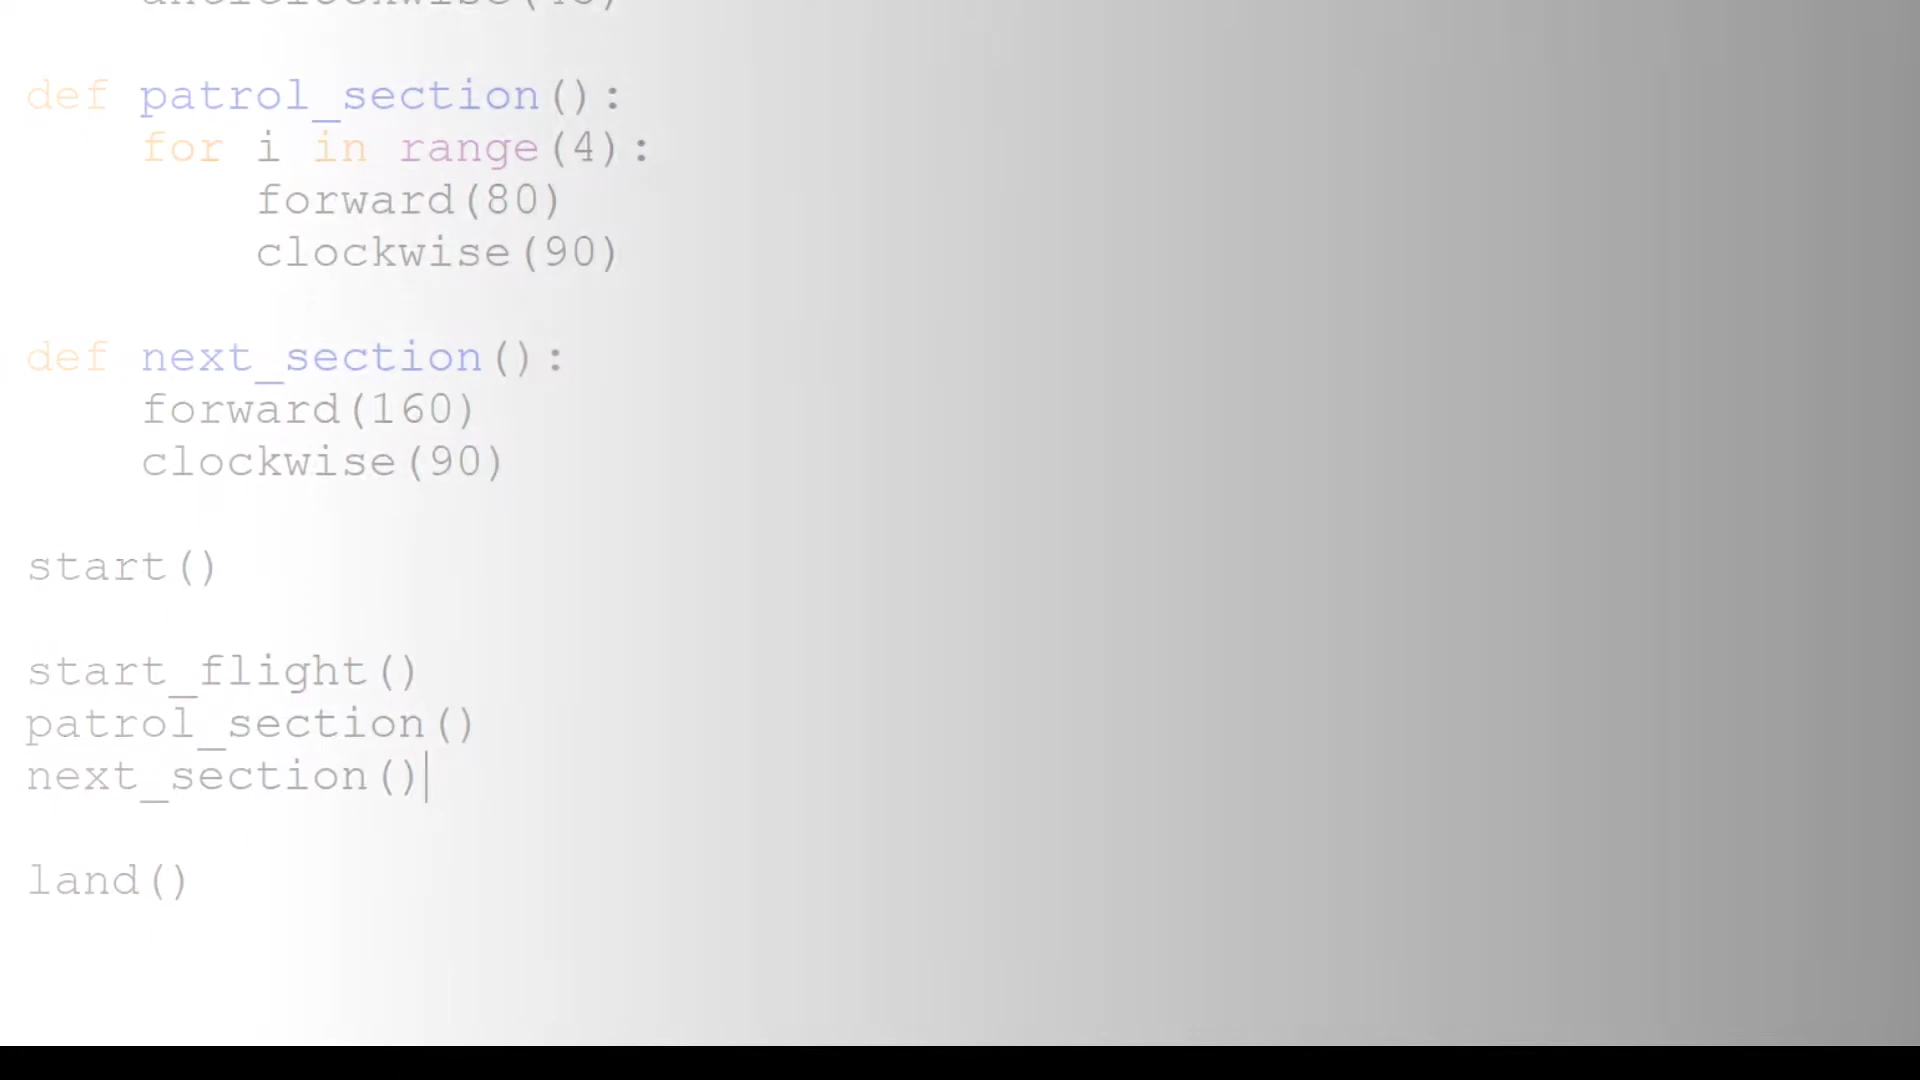 def patrol_section():
    for i in range(4):
        forward(80)
        clockwise(90)
def next_section():
    forward(160)
    clockwise(90)
start()
start_flight()
patrol_section()
next_section()
land()